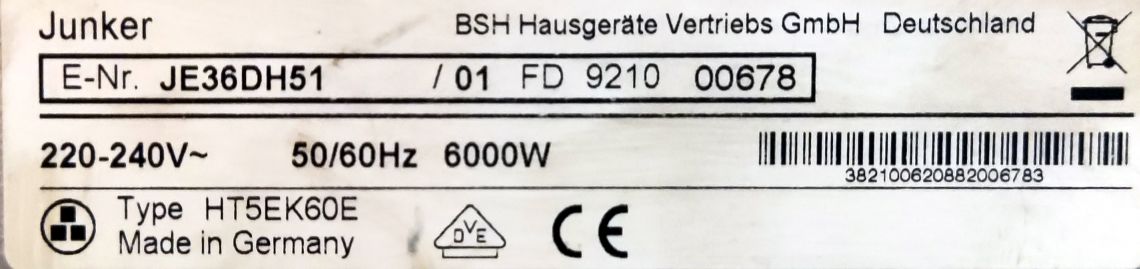 Junker BSH Hausgeräte Vertriebs GmbH Deutschland
E-Nr. JE36DH51 / 01 FD 9210 00678
220-240V~ 50/60Hz 6000W
382100620882006783
Type HT5EK60E
Made in Germany
DVE
CE